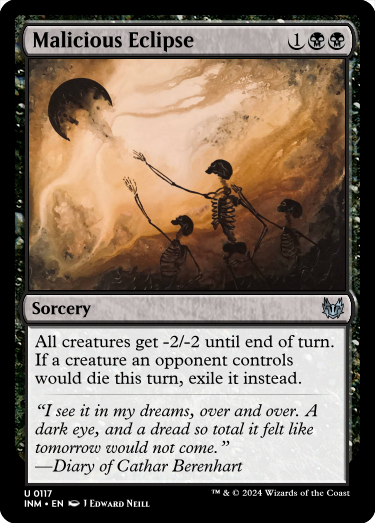 Malicious Eclipse 1
Sorcery
All creatures get -2/-2 until end of turn.
If a creature an opponent controls
would die this turn, exile it instead.
“I see it in my dreams, over and over. A
dark eye, and a dread so total it felt like
tomorrow would not come.”
—Diary of Cathar Berenhart
U 0117
INM • EN J Edward Neill
™ & © 2024 Wizards of the Coast